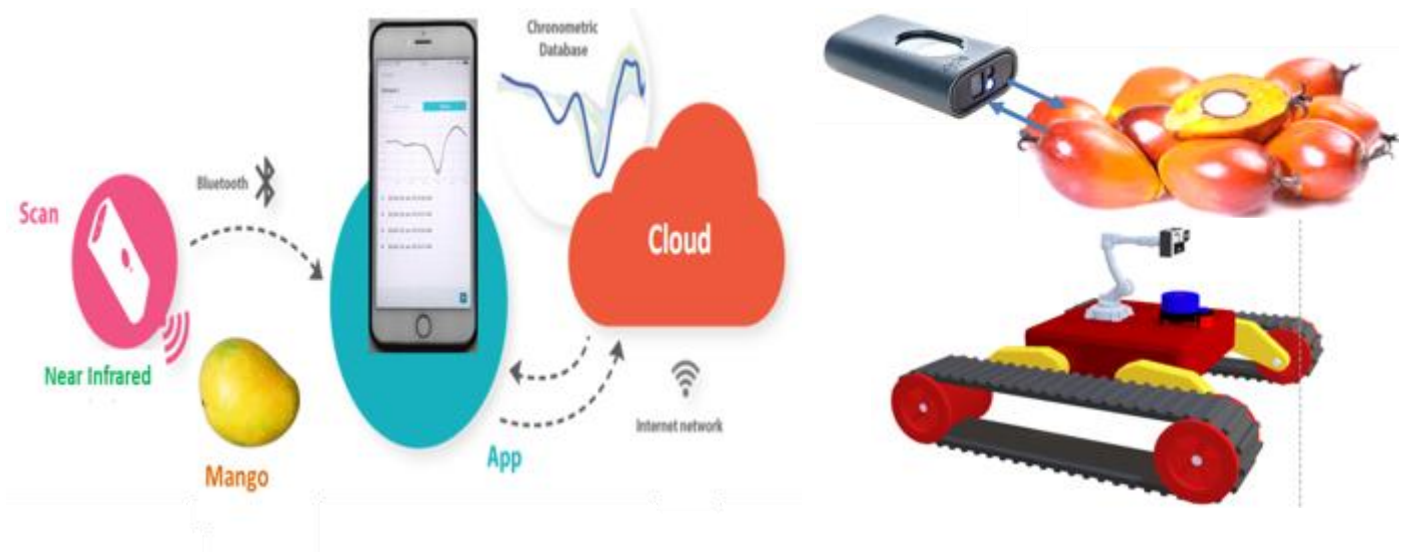 Chronometric
Database
Bluetooth
Scan
Cloud
Near Infrared
Internet network
App
Mango